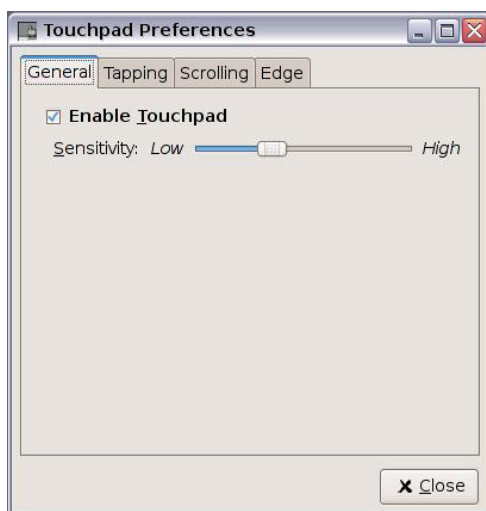 Touchpad Preferences
General Tapping Scrolling Edge
Enable Touchpad
Sensitivity: Low High
Close